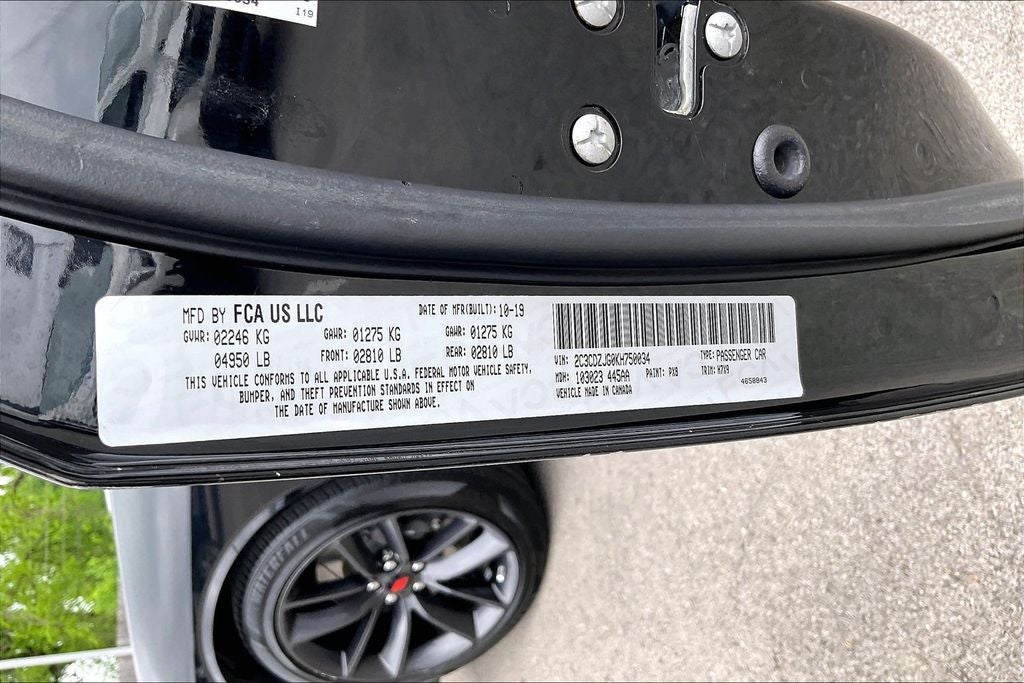 I19
MFD BY FCA US LLC DATE OF MFR(BUILT): 10-19
GVWR: 02246 KG GAWR: 01275 KG GAWR: 01275 KG
04950 LB FRONT: 02810 LB REAR: 02810 LB
THIS VEHICLE CONFORMS TO ALL APPLICABLE U.S.A. FEDERAL MOTOR VEHICLE SAFETY,
BUMPER, AND THEFT PREVENTION STANDARDS IN EFFECT ON
THE DATE OF MANUFACTURE SHOWN ABOVE.
VIN: 2C3CDZJG0KH750034 TYPE: PASSENGER CAR
MDH: 103023 445AA PAINT: PX8 TRIM: H7X9
VEHICLE MADE IN CANADA 4658943